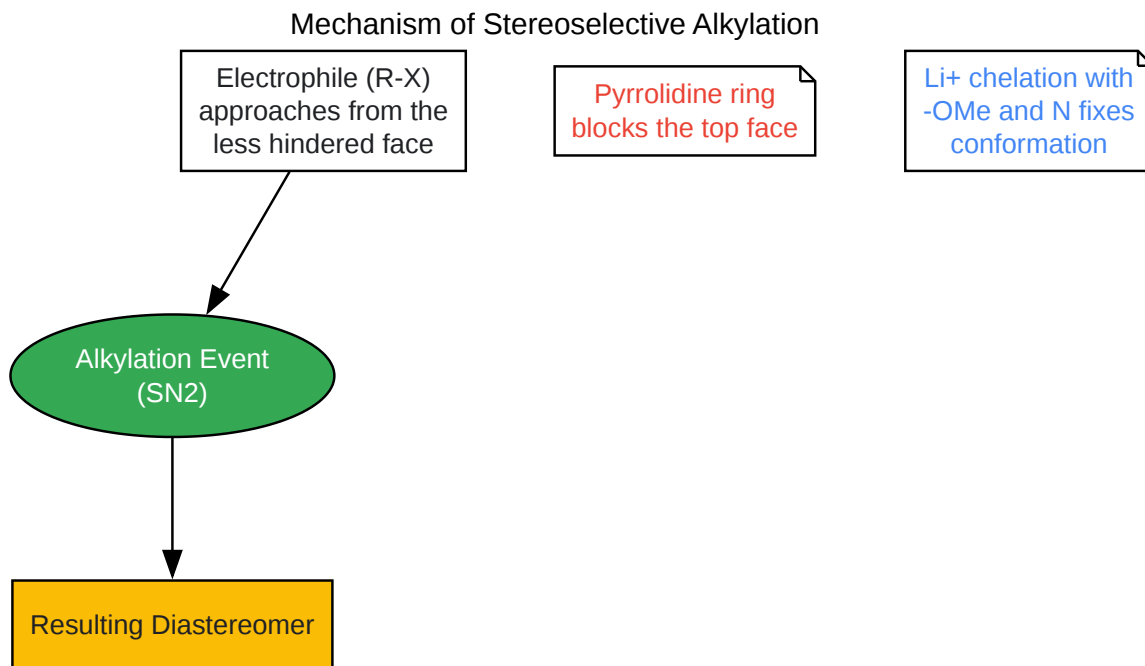 Mechanism of Stereoselective Alkylation
Electrophile (R-X)
approaches from the
less hindered face
Pyrrolidine ring
blocks the top face
Li+ chelation with
-OMe and N fixes
conformation
Alkylation Event
(SN2)
Resulting Diastereomer